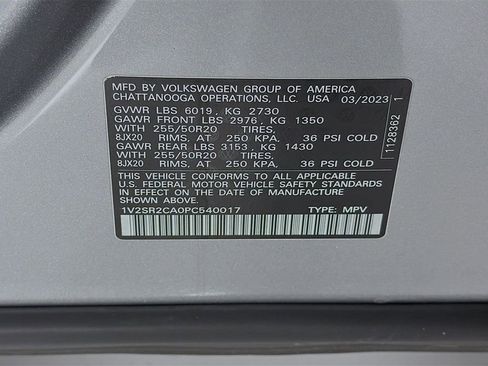 MFD BY VOLKSWAGEN GROUP OF AMERICA
CHATTANOOGA OPERATIONS, LLC. USA 03/2023
GVWR LBS 6019, KG 2730
GAWR FRONT LBS 2976, KG 1350
WITH 255/50R20 TIRES,
8JX20 RIMS, AT 250 KPA, 36 PSI COLD
GAWR REAR LBS 3153, KG 1430
WITH 255/50R20 TIRES,
8JX20 RIMS, AT 250 KPA, 36 PSI COLD
THIS VEHICLE CONFORMS TO ALL APPLICABLE
U.S. FEDERAL MOTOR VEHICLE SAFETY STANDARDS
IN EFFECT ON THE DATE OF MANUFACTURE
SHOWN ABOVE.
1V2SR2CA0PC540017 TYPE: MPV
1128362 1